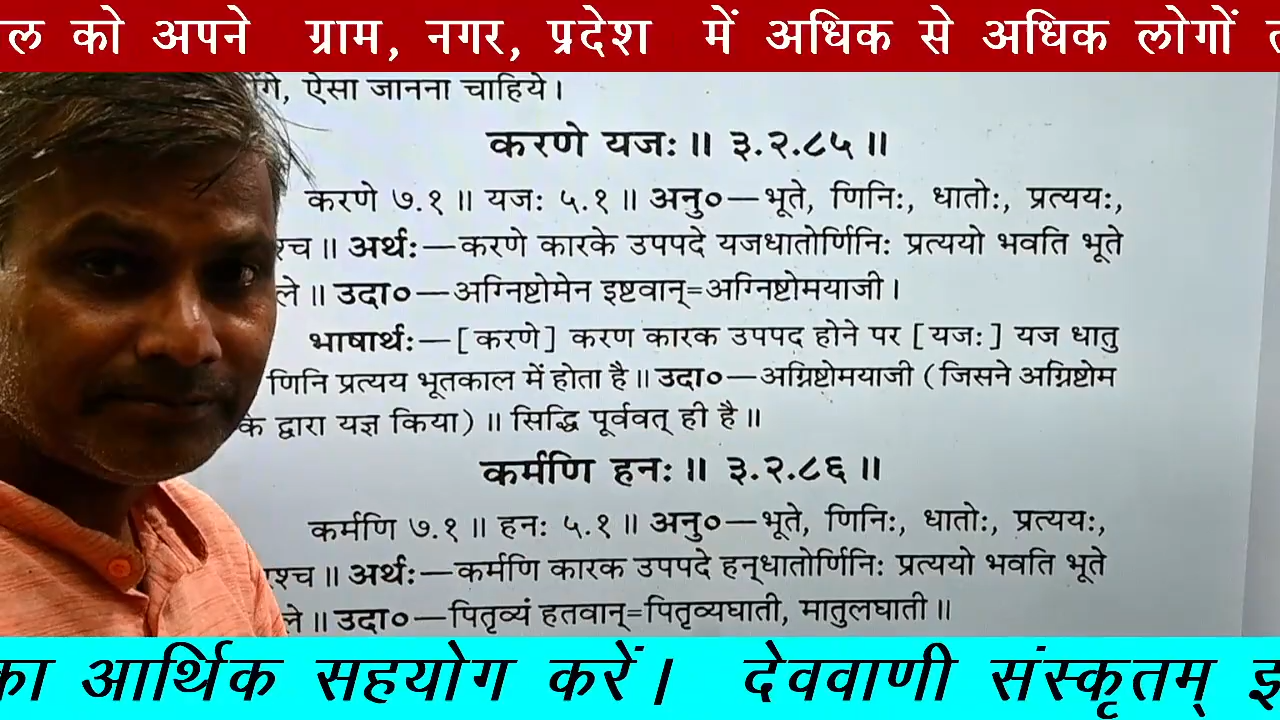 ल को अपने ग्राम, नगर, प्रदेश में अधिक से अधिक लोगों
ऐसा जानना चाहिये।
करणे यजः॥ ३.२.८५॥
करणे ७.१॥ यजः ५.१॥ अनु०—भूते, णिनिः, धातोः, प्रत्ययः,
श्च॥ अर्थः—करणे कारके उपपदे यजधातोर्णिनिः प्रत्ययो भवति भूते
ले॥ उदा०—अग्निष्टोमेन इष्टवान्=अग्निष्टोमयाजी।
भाषार्थः—[करणे] करण कारक उपपद होने पर [यजः] यज धातु
णिनि प्रत्यय भूतकाल में होता है॥ उदा०—अग्निष्टोमयाजी (जिसने अग्निष्टोम
के द्वारा यज्ञ किया)॥ सिद्धि पूर्ववत् ही है॥
कर्मणि हनः॥ ३.२.८६॥
कर्मणि ७.१॥ हनः ५.१॥ अनु०—भूते, णिनिः, धातोः, प्रत्ययः,
श्च॥ अर्थः—कर्मणि कारक उपपदे हन्धातोर्णिनिः प्रत्ययो भवति भूते
ले॥ उदा०—पितृव्यं हतवान्=पितृव्यघाती, मातुलघाती॥
का आर्थिक सहयोग करें। देववाणी संस्कृतम्